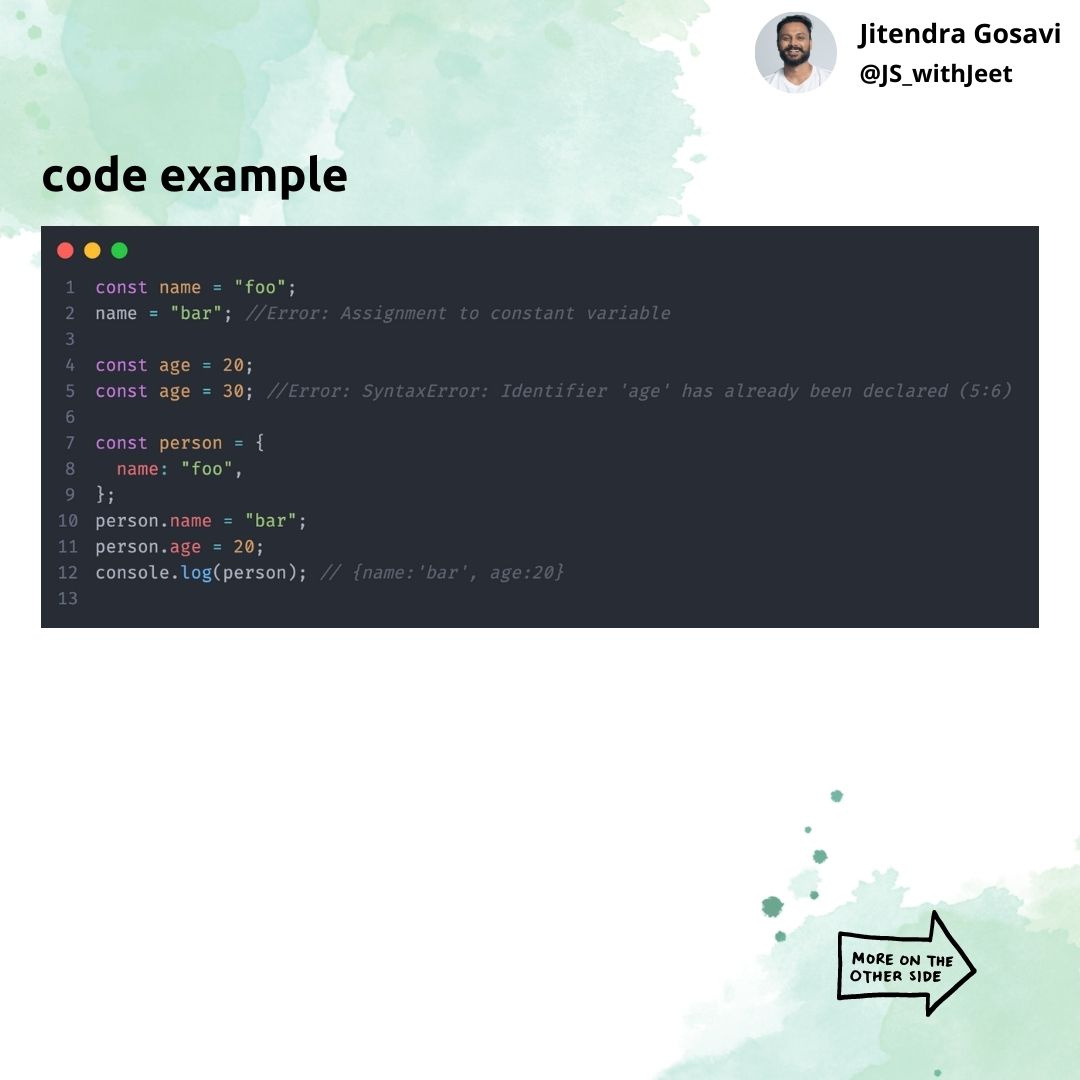 Jitendra Gosavi
@JS_withJeet
code example
1 const name = "foo";
2 name = "bar"; //Error: Assignment to constant variable
3
4 const age = 20;
5 const age = 30; //Error: SyntaxError: Identifier 'age' has already been declared (5:6)
6
7 const person = {
8   name: "foo",
9 };
10 person.name = "bar";
11 person.age = 20;
12 console.log(person); // {name:'bar', age:20}
13
MORE ON THE
OTHER SIDE